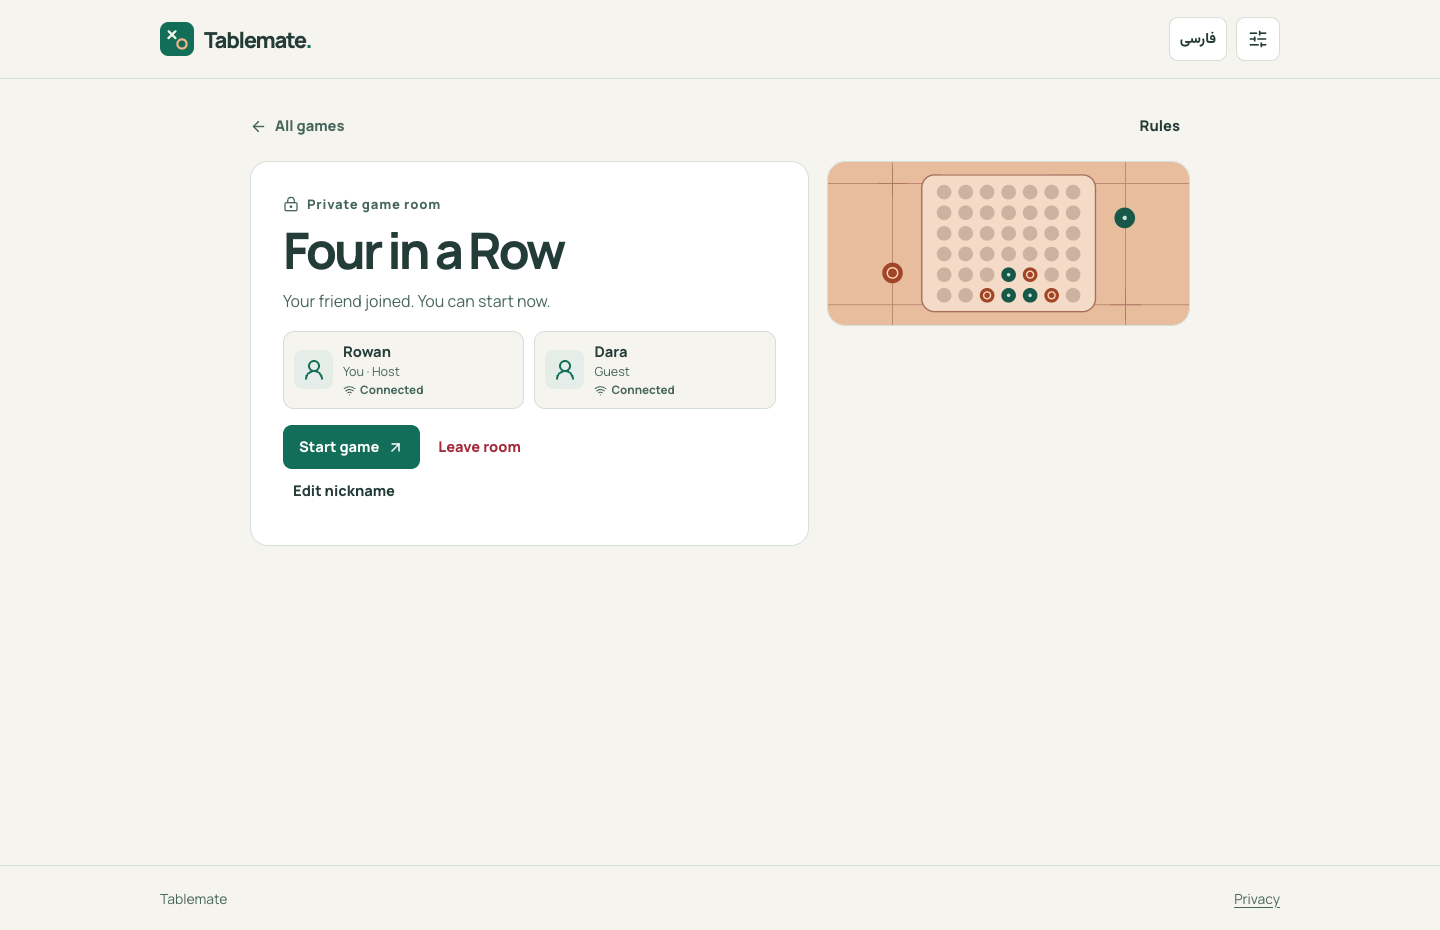 Tablemate.
فارسی
All games
Rules
Private game room
Four in a Row
Your friend joined. You can start now.
Rowan
You · Host
Connected
Dara
Guest
Connected
Start game
Leave room
Edit nickname
Tablemate
Privacy